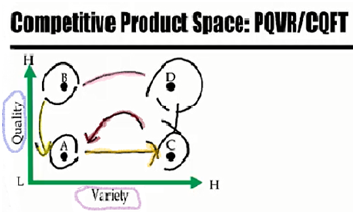 Competitive Product Space: PQVR/CQFT
H
B D
Quality
A C
L H
Variety